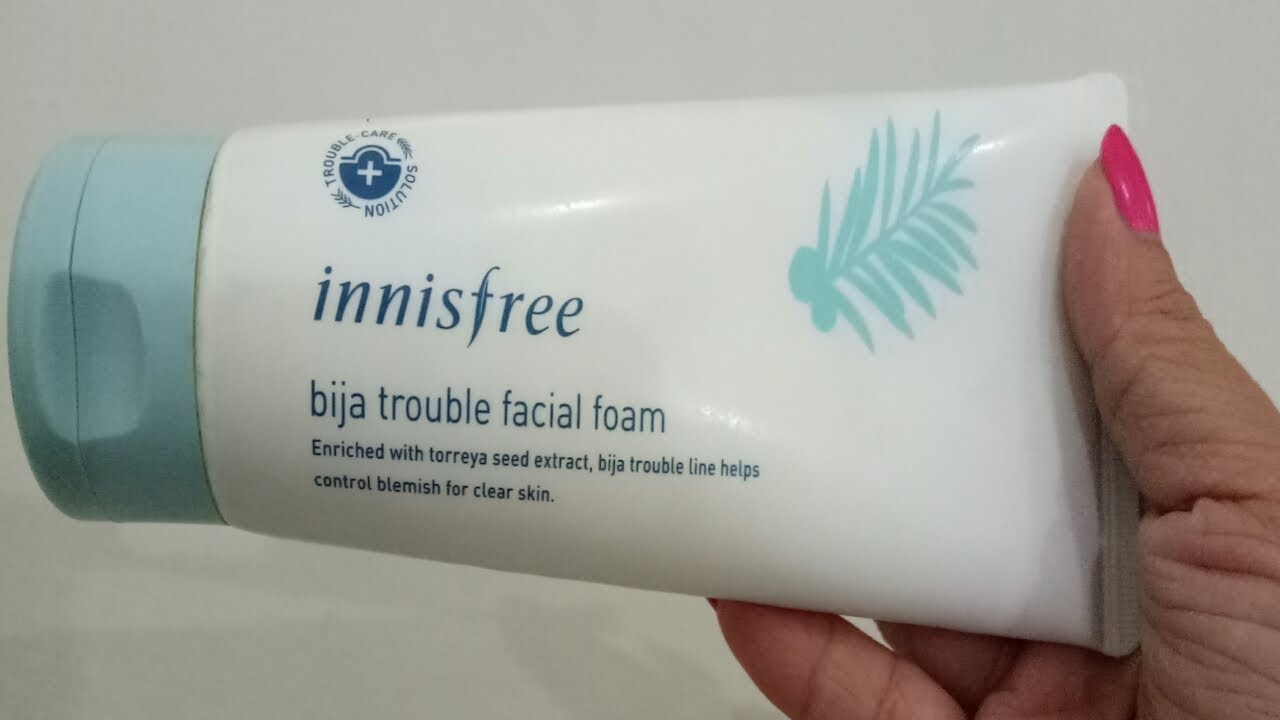 TROUBLE-CARE SOLUTION
innisfree
bija trouble facial foam
Enriched with torreya seed extract, bija trouble line helps
control blemish for clear skin.